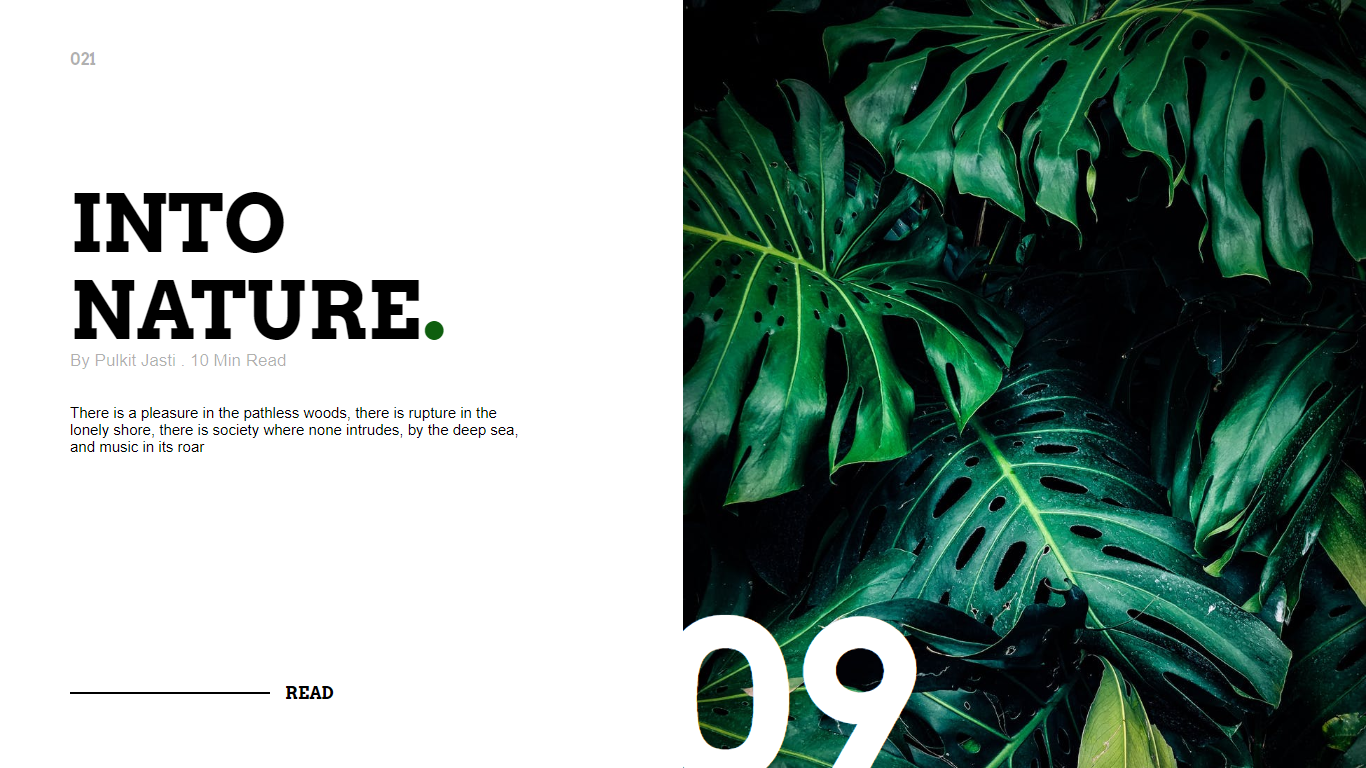 021
INTO
NATURE.
By Pulkit Jasti . 10 Min Read
There is a pleasure in the pathless woods, there is rupture in the
lonely shore, there is society where none intrudes, by the deep sea,
and music in its roar
READ
09